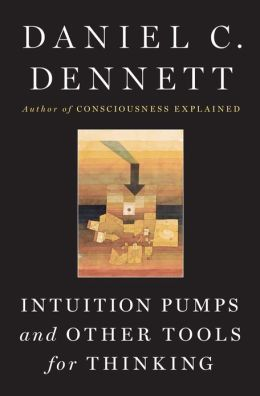 DANIEL C.
DENNETT
Author of CONSCIOUSNESS EXPLAINED
INTUITION PUMPS
and OTHER TOOLS
for THINKING